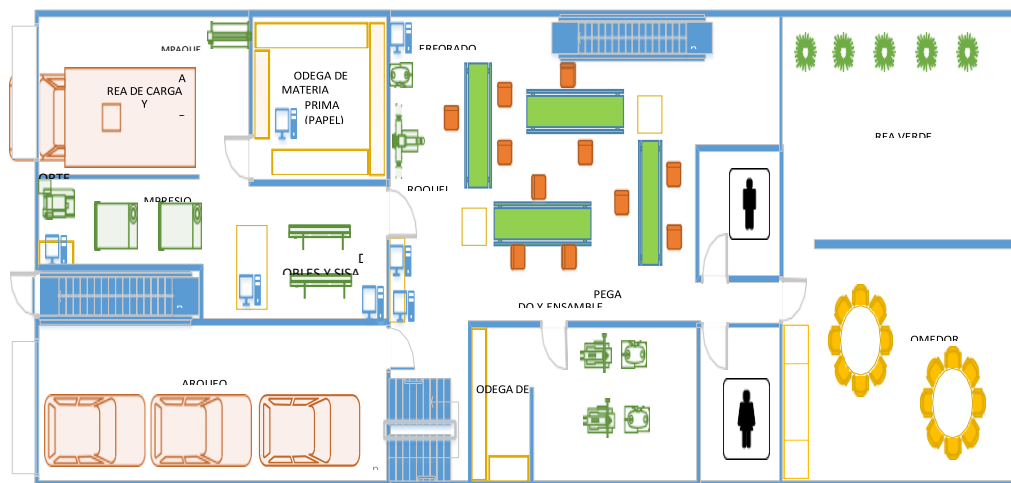 MPAQUE
ERFORADO
A
REA DE CARGA
Y
–
ODEGA DE
MATERIA
PRIMA
(PAPEL)
REA VERDE
ORTE
MPRESIO
ROQUEL
D
OBLES Y SISA
PEGA
DO Y ENSAMBLE
OMEDOR
ARQUEO
ODEGA DE